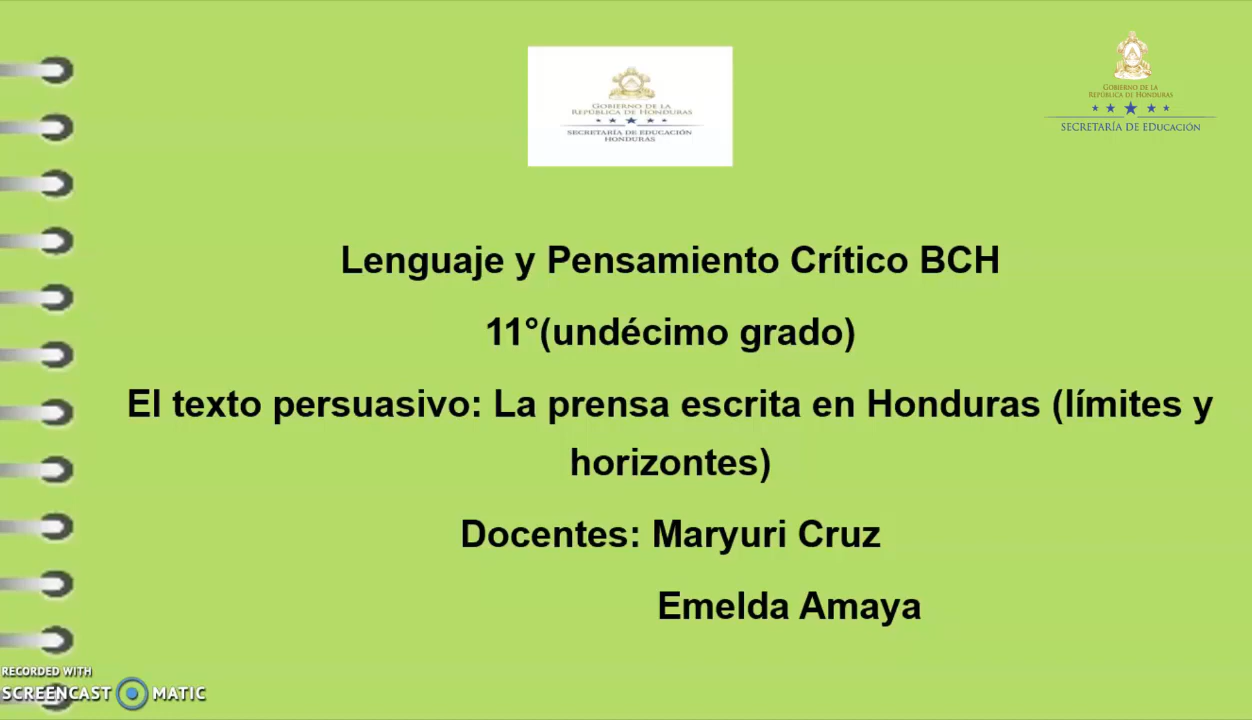 GOBIERNO DE LA
REPÚBLICA DE HONDURAS
SECRETARÍA DE EDUCACIÓN
HONDURAS
GOBIERNO DE LA
REPÚBLICA DE HONDURAS
SECRETARÍA DE EDUCACIÓN
Lenguaje y Pensamiento Crítico BCH
11°(undécimo grado)
El texto persuasivo: La prensa escrita en Honduras (límites y
horizontes)
Docentes: Maryuri Cruz
Emelda Amaya
RECORDED WITH
SCREENCAST MATIC